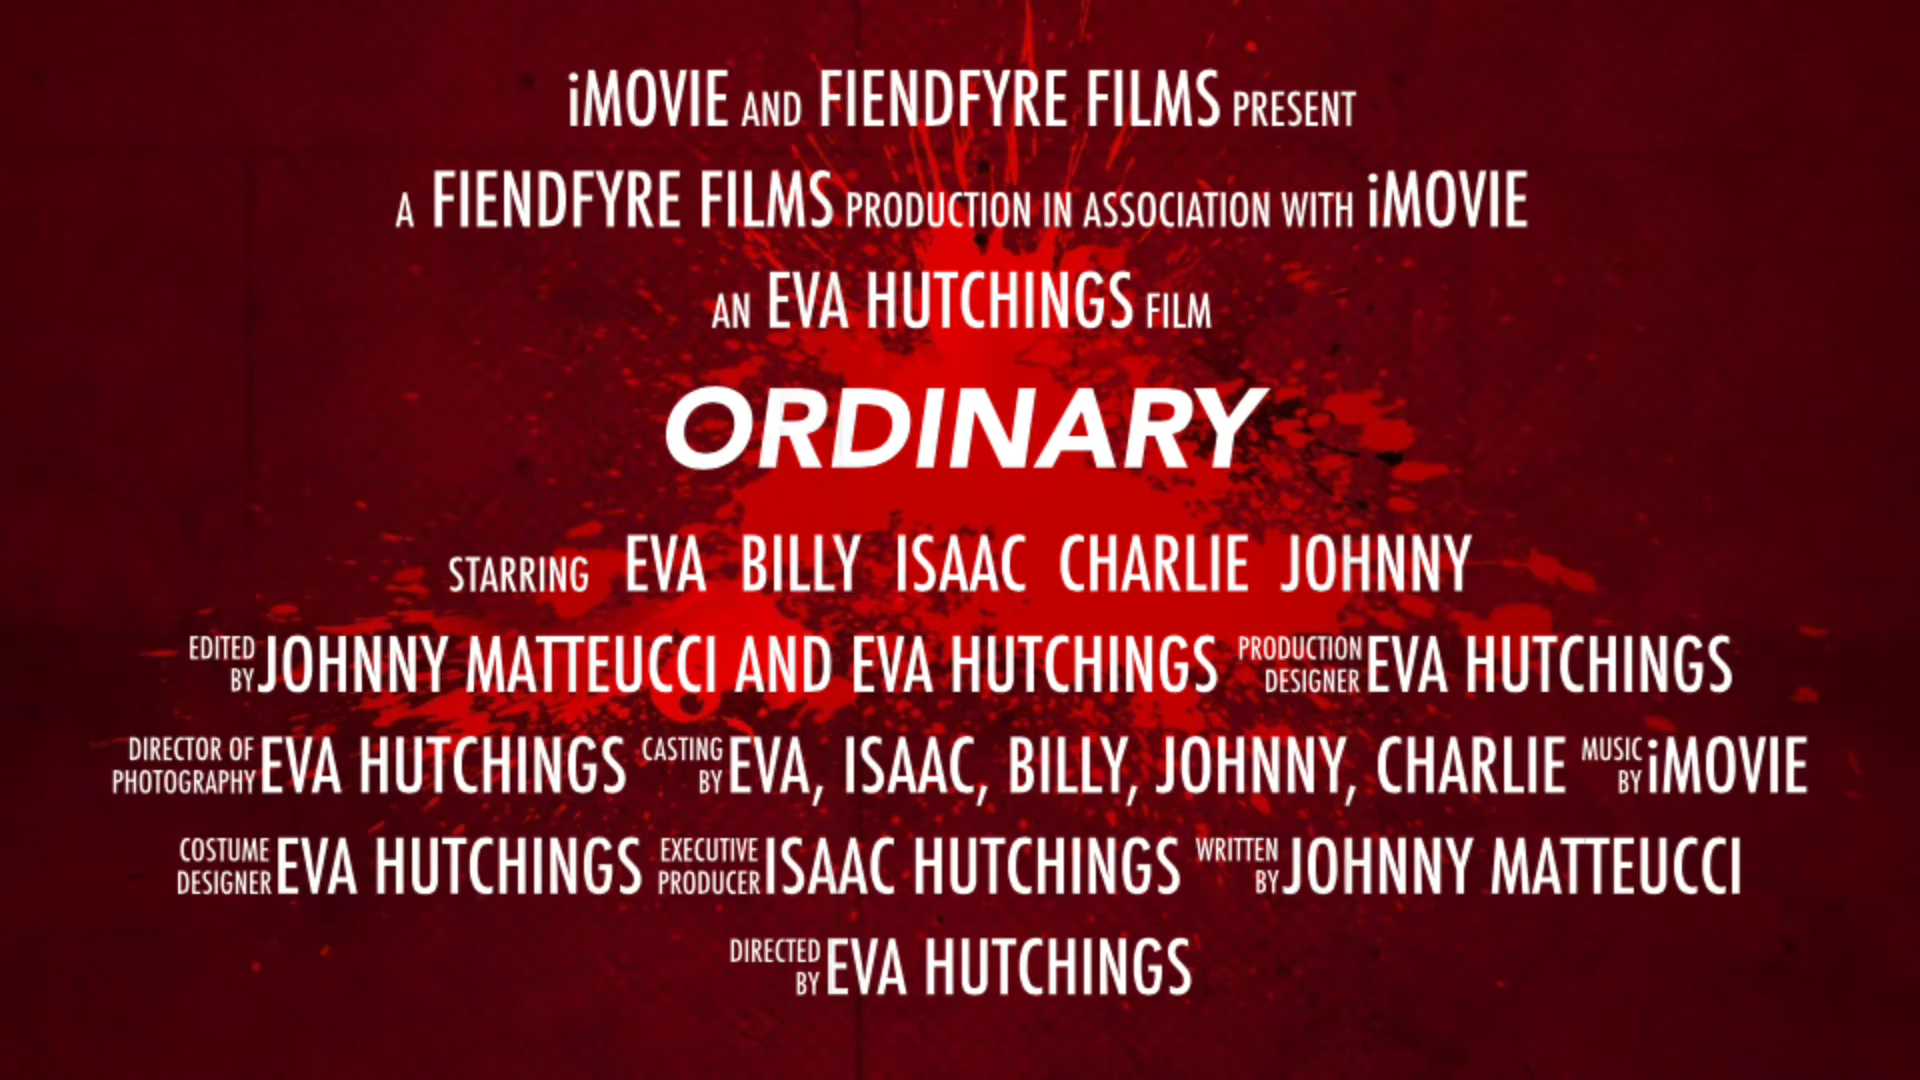 iMOVIE AND FIENDFYRE FILMS PRESENT
A FIENDFYRE FILMS PRODUCTION IN ASSOCIATION WITH iMOVIE
AN EVA HUTCHINGS FILM
ORDINARY
STARRING EVA BILLY ISAAC CHARLIE JOHNNY
EDITED BY JOHNNY MATTEUCCI AND EVA HUTCHINGS PRODUCTION DESIGNER EVA HUTCHINGS
DIRECTOR OF PHOTOGRAPHY EVA HUTCHINGS CASTING BY EVA, ISAAC, BILLY, JOHNNY, CHARLIE MUSIC BY iMOVIE
COSTUME DESIGNER EVA HUTCHINGS EXECUTIVE PRODUCER ISAAC HUTCHINGS WRITTEN BY JOHNNY MATTEUCCI
DIRECTED BY EVA HUTCHINGS